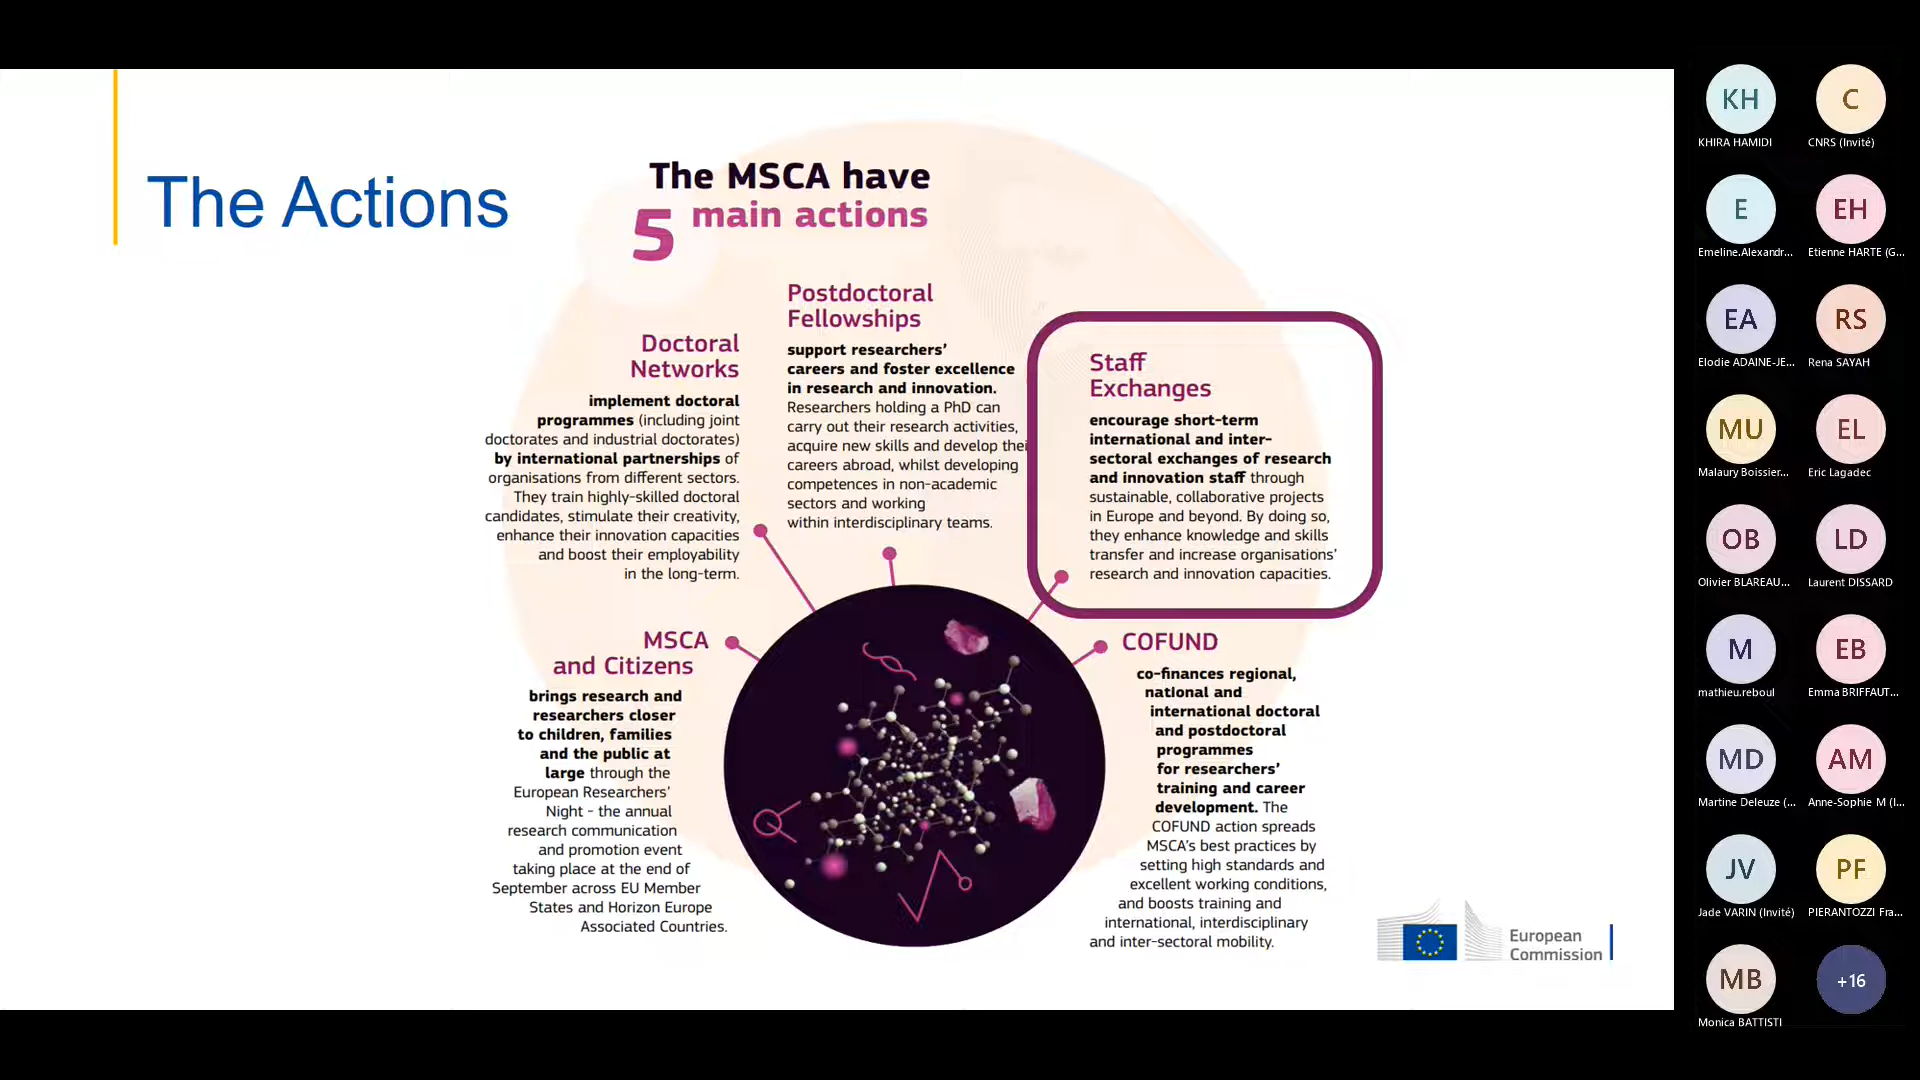 The Actions
The MSCA have
5 main actions
Postdoctoral
Fellowships
support researchers’
careers and foster excellence
in research and innovation.
Researchers holding a PhD can
carry out their research activities,
acquire new skills and develop thei
careers abroad, whilst developing
competences in non-academic
sectors and working
within interdisciplinary teams.
Doctoral
Networks
implement doctoral
programmes (including joint
doctorates and industrial doctorates)
by international partnerships of
organisations from different sectors.
They train highly-skilled doctoral
candidates, stimulate their creativity,
enhance their innovation capacities
and boost their employability
in the long-term.
Staff
Exchanges
encourage short-term
international and inter-
sectoral exchanges of research
and innovation staff through
sustainable, collaborative projects
in Europe and beyond. By doing so,
they enhance knowledge and skills
transfer and increase organisations’
research and innovation capacities.
MSCA
and Citizens
brings research and
researchers closer
to children, families
and the public at
large through the
European Researchers’
Night - the annual
research communication
and promotion event
taking place at the end of
September across EU Member
States and Horizon Europe
Associated Countries.
COFUND
co-finances regional,
national and
international doctoral
and postdoctoral
programmes
for researchers’
training and career
development. The
COFUND action spreads
MSCA’s best practices by
setting high standards and
excellent working conditions,
and boosts training and
international, interdisciplinary
and inter-sectoral mobility.
European
Commission
KH
KHIRA HAMIDI
C
CNRS (Invité)
E
Emeline.Alexandr...
EH
Etienne HARTE (G...
EA
Elodie ADAINE-JE...
RS
Rena SAYAH
MU
Malaury Boissier...
EL
Eric Lagadec
OB
Olivier BLAREAU...
LD
Laurent DISSARD
M
mathieu.reboul
EB
Emma BRIFFAUT...
MD
Martine Deleuze (...
AM
Anne-Sophie M (I...
JV
Jade VARIN (Invité)
PF
PIERANTOZZI Fra...
MB
Monica BATTISTI
+16